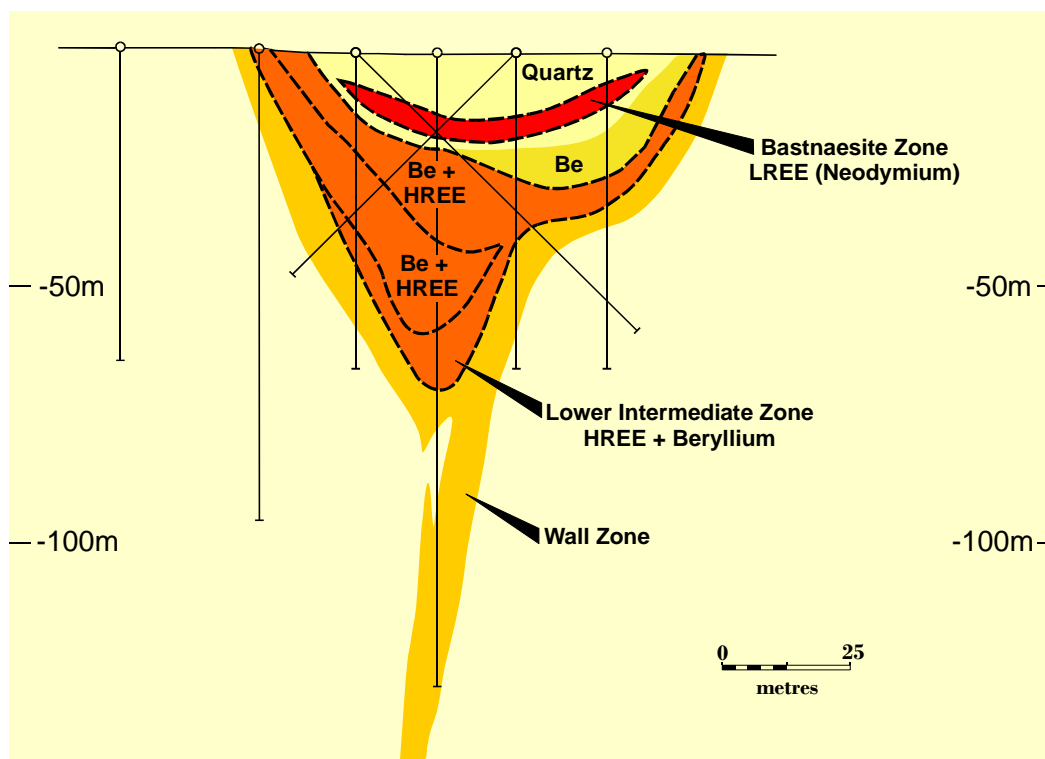 Quartz
Bastnaesite Zone
LREE (Neodymium)
Be
Be +
HREE
Be +
HREE
-50m
-50m
Lower Intermediate Zone
HREE + Beryllium
Wall Zone
-100m
-100m
0 25
metres